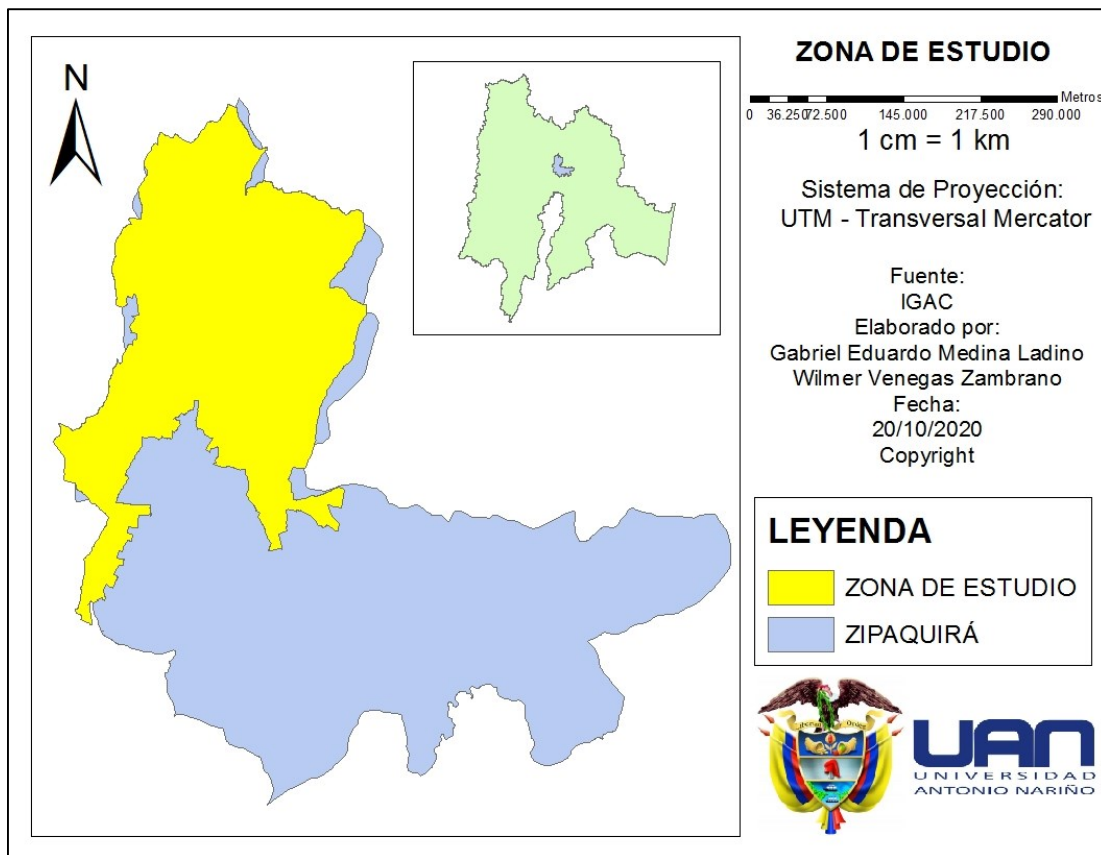 N
ZONA DE ESTUDIO
Metros
0 36.250 72.500 145.000 217.500 290.000
1 cm = 1 km
Sistema de Proyección:
UTM - Transversal Mercator
Fuente:
IGAC
Elaborado por:
Gabriel Eduardo Medina Ladino
Wilmer Venegas Zambrano
Fecha:
20/10/2020
Copyright
LEYENDA
ZONA DE ESTUDIO
ZIPAQUIRÁ
Orden
UAN
UNIVERSIDAD
ANTONIO NARIÑO